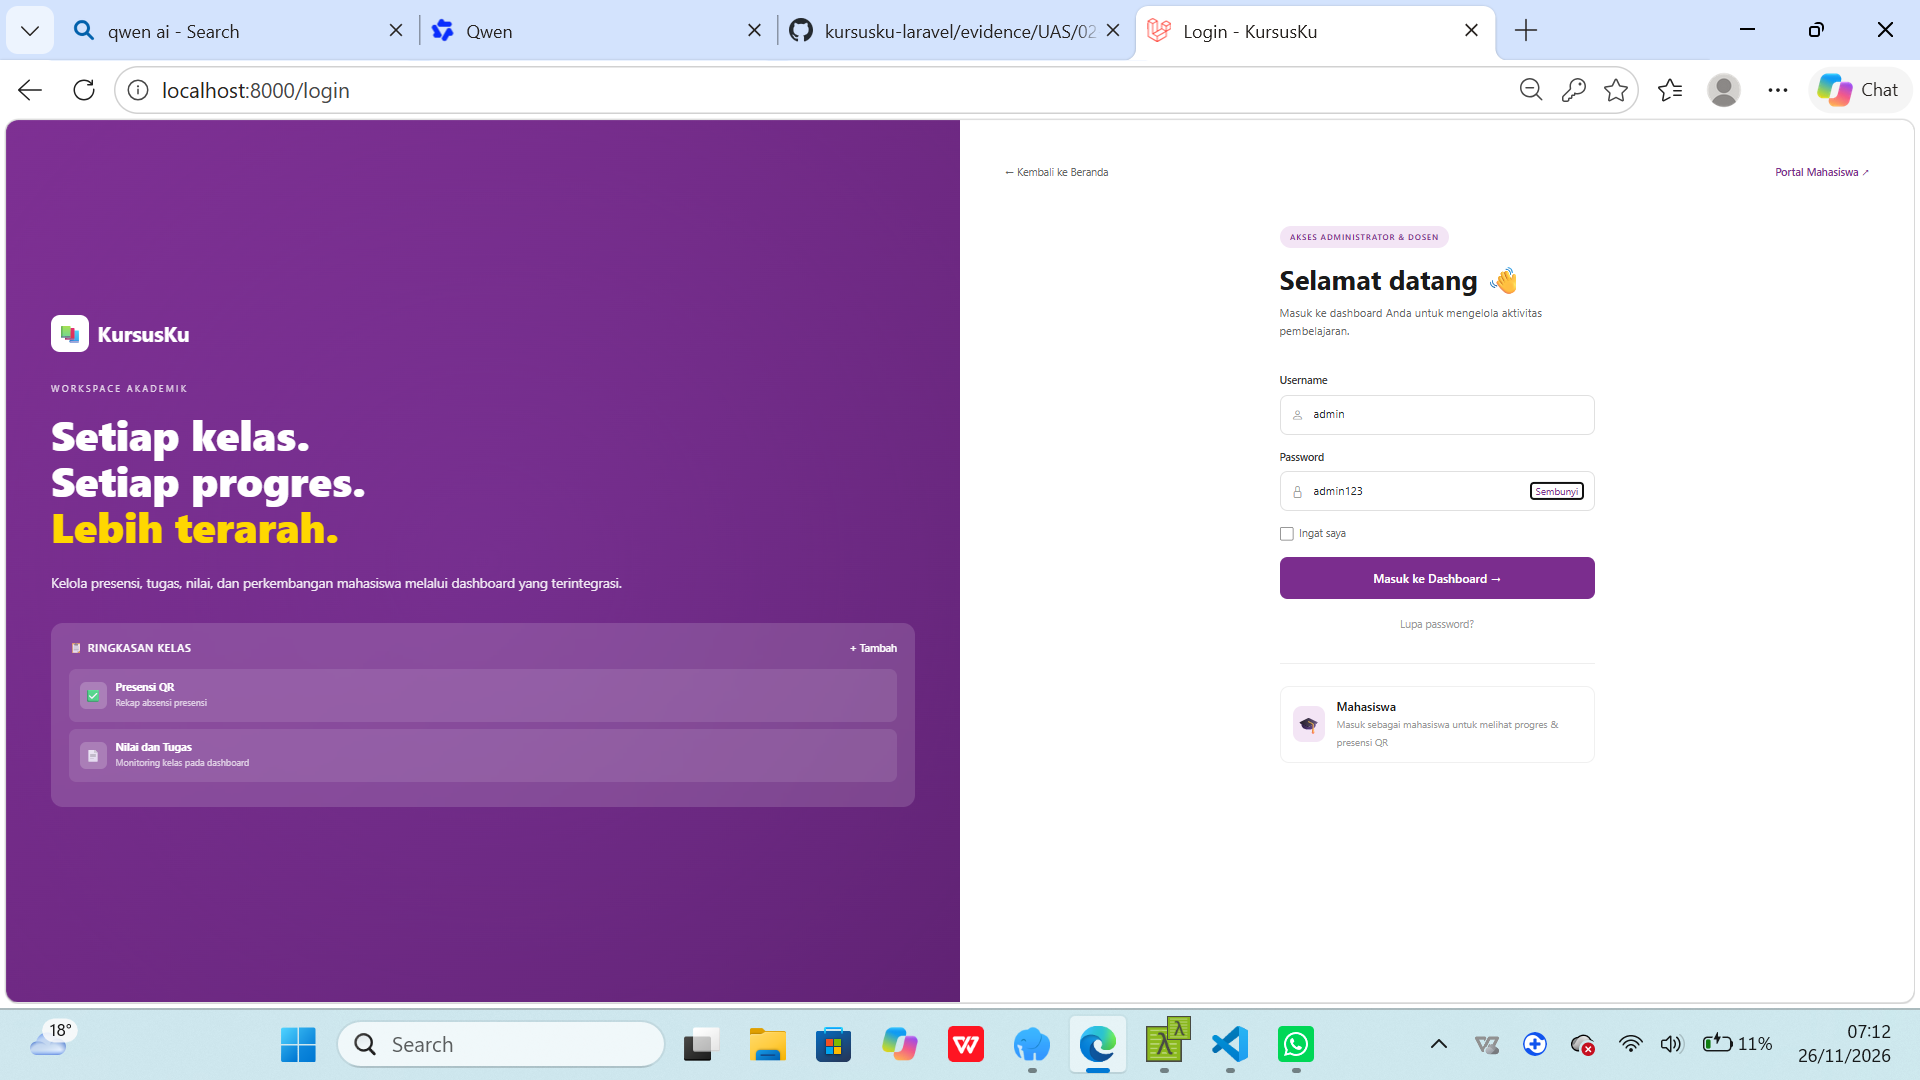 qwen ai - Search
Qwen
kursusku-laravel/evidence/UAS/02
Login - KursusKu
localhost:8000/login
Chat
← Kembali ke Beranda
Portal Mahasiswa ↗
KursusKu
WORKSPACE AKADEMIK
Setiap kelas.
Setiap progres.
Lebih terarah.
Kelola presensi, tugas, nilai, dan perkembangan mahasiswa melalui dashboard yang terintegrasi.
RINGKASAN KELAS
+ Tambah
Presensi QR
Rekap absensi presensi
Nilai dan Tugas
Monitoring kelas pada dashboard
AKSES ADMINISTRATOR & DOSEN
Selamat datang 👋
Masuk ke dashboard Anda untuk mengelola aktivitas
pembelajaran.
Username
admin
Password
admin123
Sembunyi
Ingat saya
Masuk ke Dashboard →
Lupa password?
Mahasiswa
Masuk sebagai mahasiswa untuk melihat progres &
presensi QR
18°
Search
11%
07:12
26/11/2026